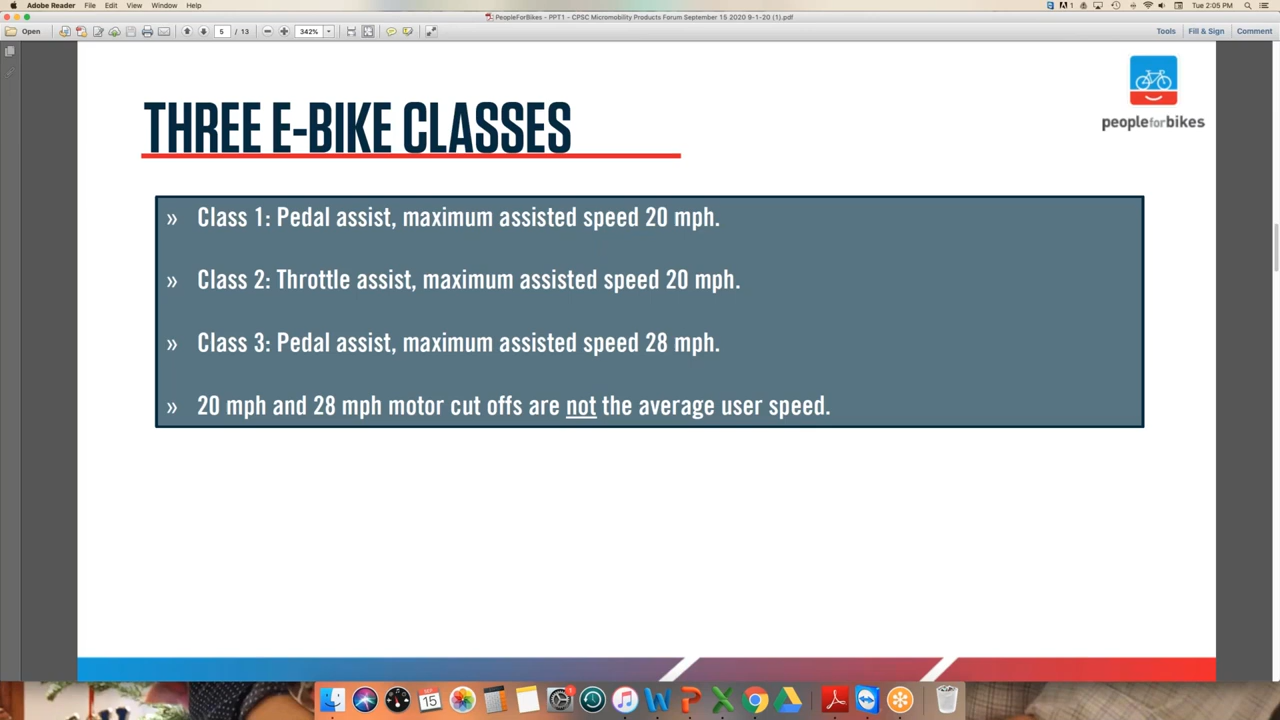 Adobe Reader File Edit View Window Help
1 Tue 2:05 PM
PeopleForBikes - PPT1 - CPSC Micromobility Products Forum September 15 2020 9-1-20 (1).pdf
Open 5 / 13 342% Tools Fill & Sign Comment
THREE E-BIKE CLASSES
peopleforbikes
» Class 1: Pedal assist, maximum assisted speed 20 mph.
» Class 2: Throttle assist, maximum assisted speed 20 mph.
» Class 3: Pedal assist, maximum assisted speed 28 mph.
» 20 mph and 28 mph motor cut offs are not the average user speed.
SEP
15
1